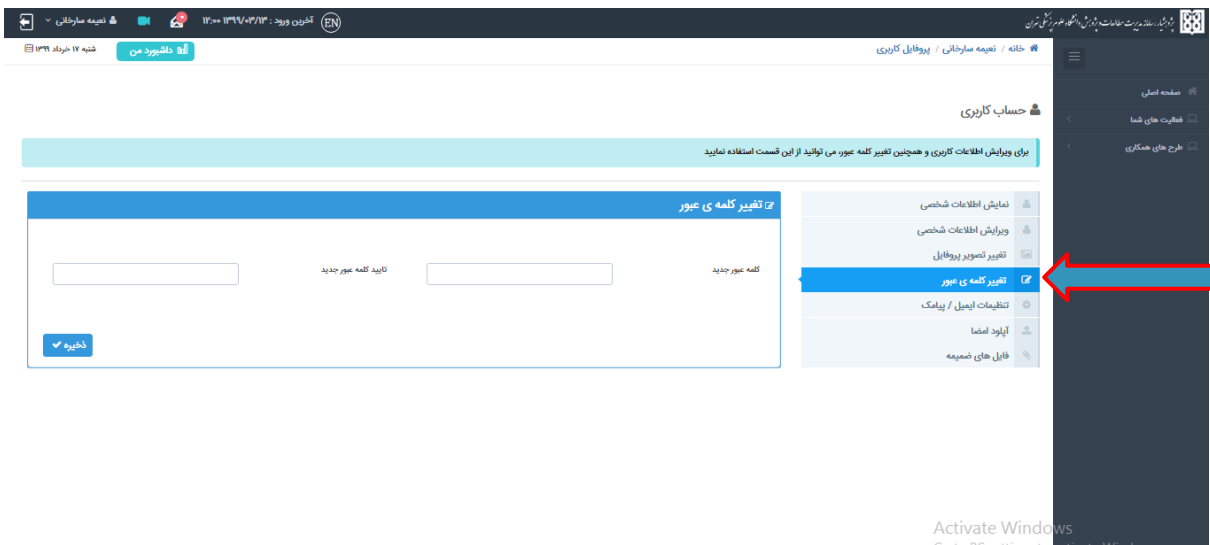 پژوهشیار، سامانه مدیریت مطالعات و پژوهش دانشگاه علوم پزشکی تهران
EN
آخرین ورود : ۱۳۹۹/۰۳/۱۳ ۱۲:۰۰
نعیمه سارخانی
خانه / نعیمه سارخانی / پروفایل کاربری
داشبورد من
شنبه ۱۷ خرداد ۱۳۹۹
صفحه اصلی
فعالیت های شما
طرح های همکاری
حساب کاربری
برای ویرایش اطلاعات کاربری و همچنین تغییر کلمه عبور، می توانید از این قسمت استفاده نمایید
نمایش اطلاعات شخصی
ویرایش اطلاعات شخصی
تغییر تصویر پروفایل
تغییر کلمه ی عبور
تنظیمات ایمیل / پیامک
آپلود امضا
فایل های ضمیمه
تغییر کلمه ی عبور
کلمه عبور جدید
تایید کلمه عبور جدید
ذخیره
Activate Windows